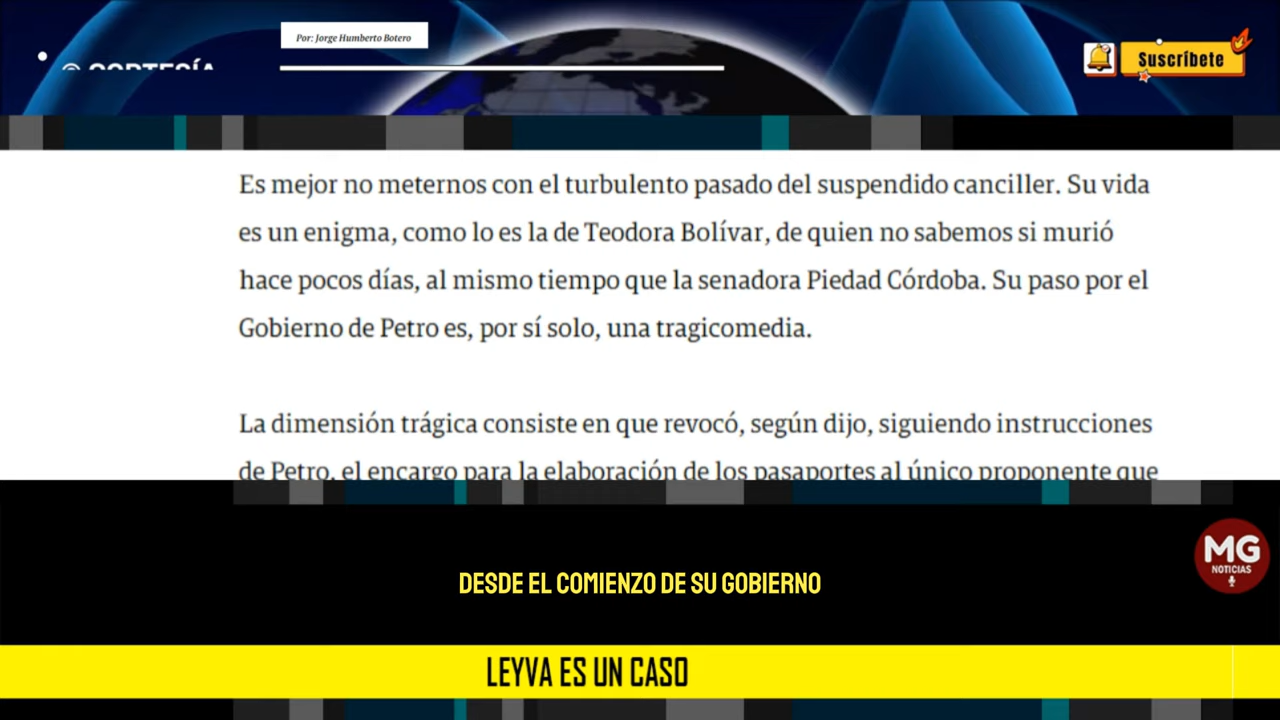 Por: Jorge Humberto Botero
Suscríbete
Es mejor no meternos con el turbulento pasado del suspendido canciller. Su vida
es un enigma, como lo es la de Teodora Bolívar, de quien no sabemos si murió
hace pocos días, al mismo tiempo que la senadora Piedad Córdoba. Su paso por el
Gobierno de Petro es, por sí solo, una tragicomedia.
La dimensión trágica consiste en que revocó, según dijo, siguiendo instrucciones
de Petro, el encargo para la elaboración de los pasaportes al único proponente que
MG
NOTICIAS
DESDE EL COMIENZO DE SU GOBIERNO
LEYVA ES UN CASO